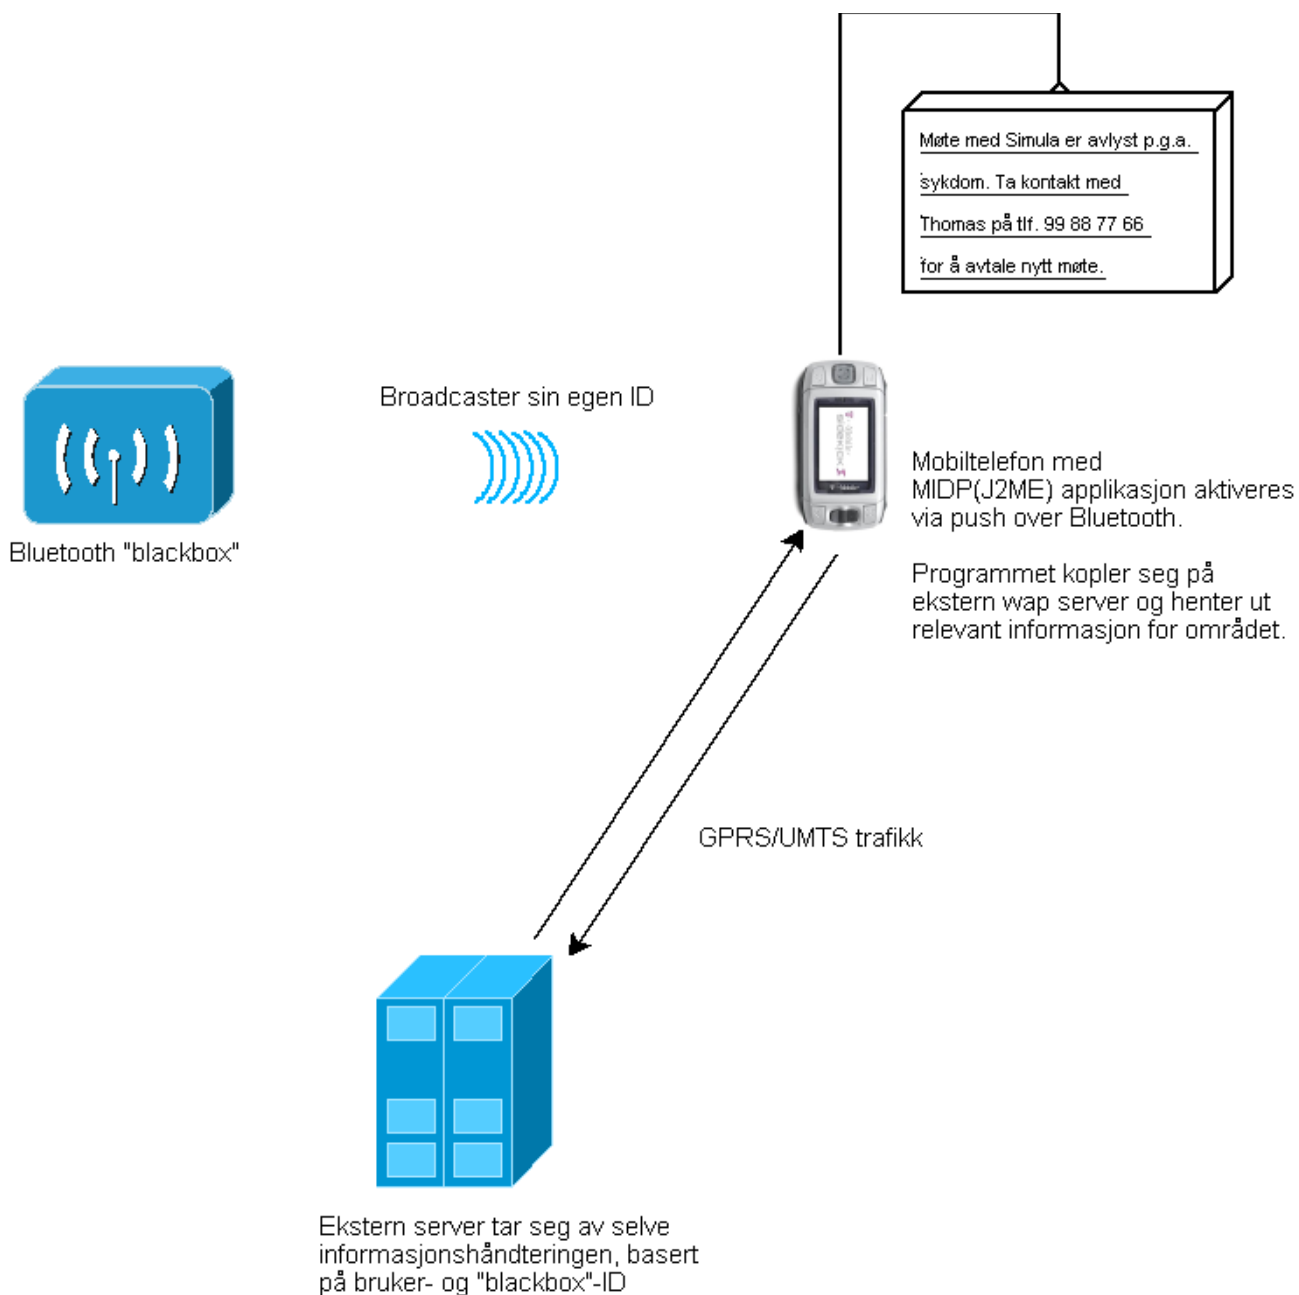 Møte med Simula er avlyst p.g.a.
sykdom. Ta kontakt med
Thomas på tlf. 99 88 77 66
for å avtale nytt møte.
Broadcaster sin egen ID
Bluetooth "blackbox"
Mobiltelefon med
MIDP(J2ME) applikasjon aktiveres
via push over Bluetooth.
Programmet kopler seg på
ekstern wap server og henter ut
relevant informasjon for området.
GPRS/UMTS trafikk
Ekstern server tar seg av selve
informasjonshåndteringen, basert
på bruker- og "blackbox"-ID